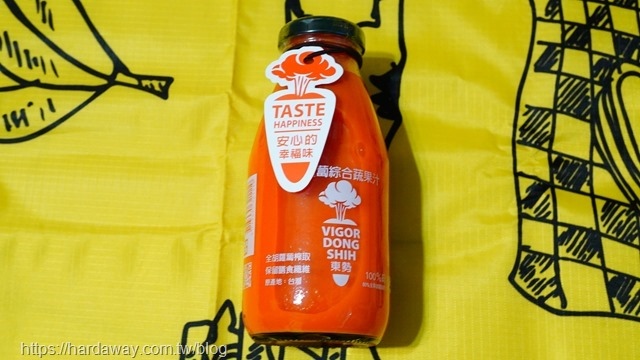 TASTE
HAPPINESS
安心的
幸福味
蔔綜合蔬果汁
VIGOR
DONG
SHIH
東勢
全胡蘿蔔榨取
保留膳食纖維
原產地：台灣
100%
https://hardaway.com.tw/blog